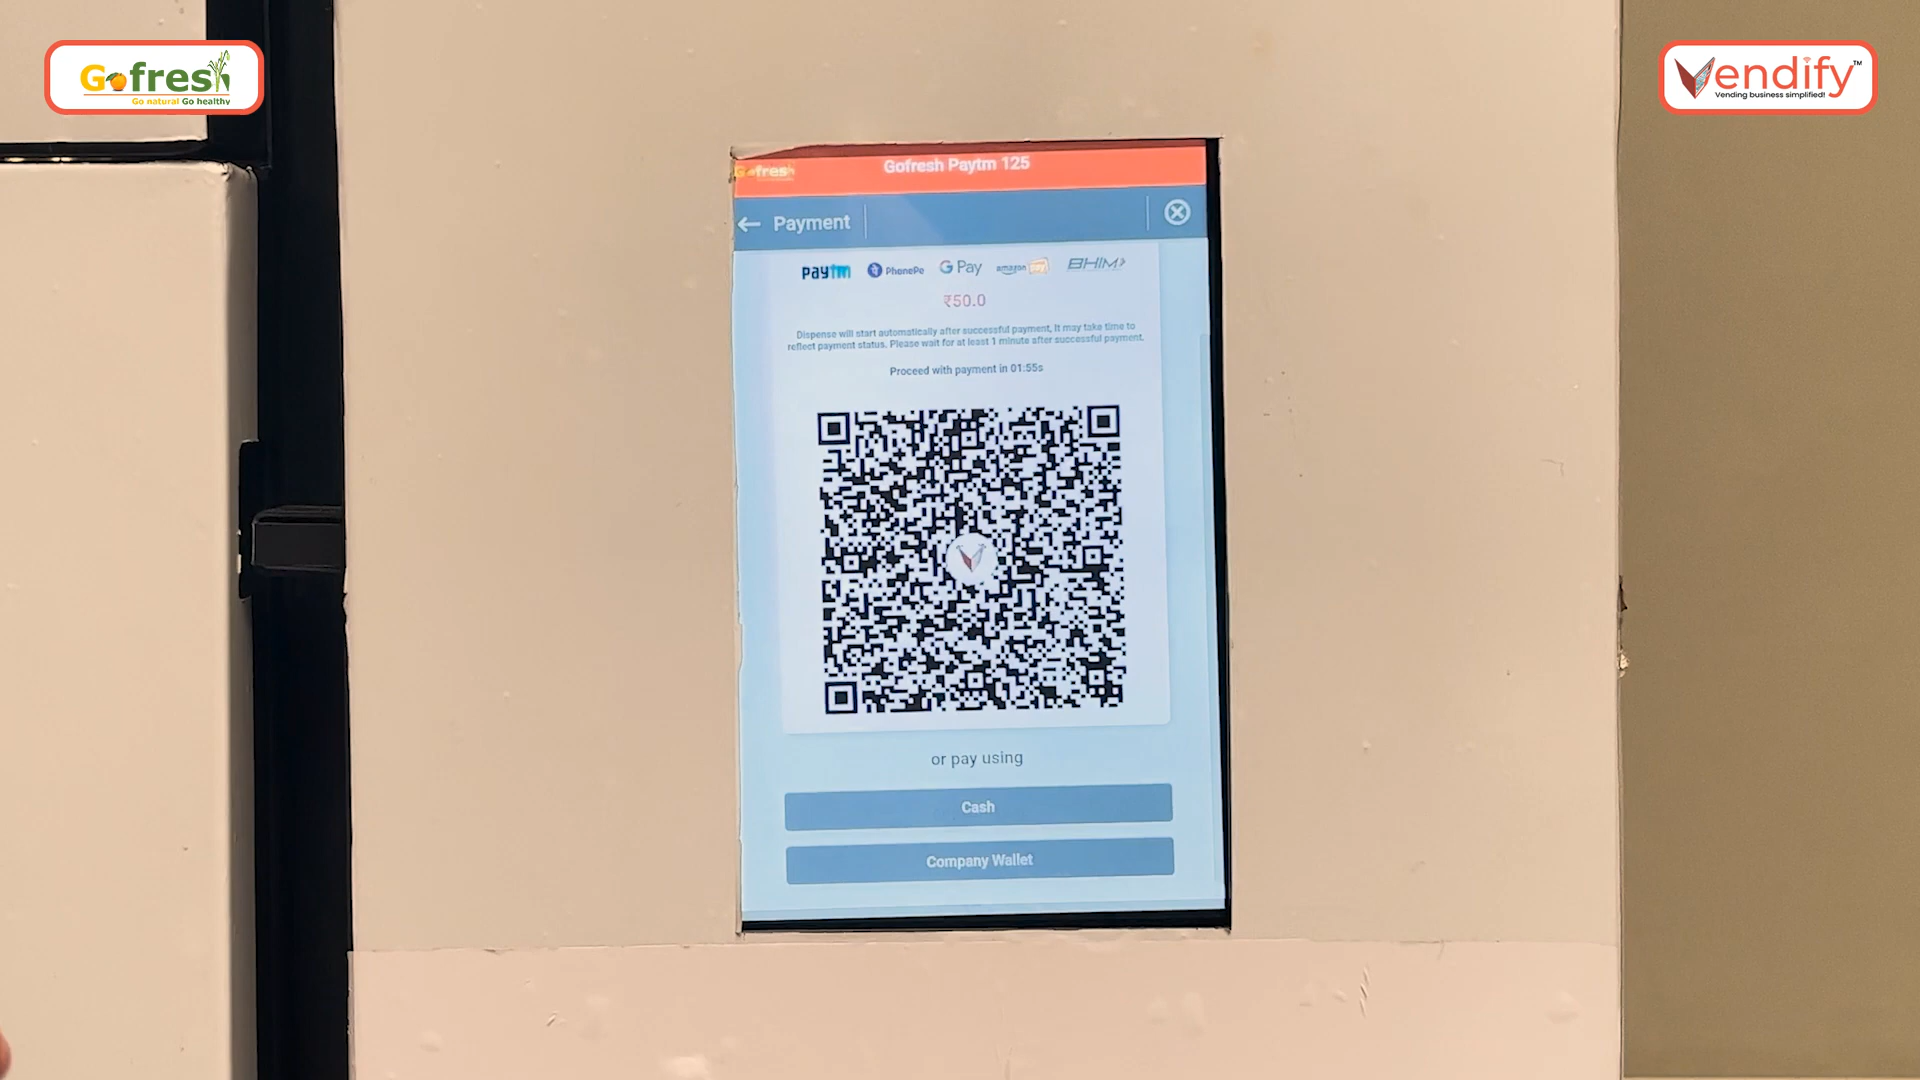 Gofresh
Go natural Go healthy
Vendify™
Vending business simplified!
Gofresh
Gofresh Paytm 125
← Payment
Paytm PhonePe G Pay amazon pay BHIM
₹50.0
Dispense will start automatically after successful payment, It may take time to
reflect payment status. Please wait for at least 1 minute after successful payment.
Proceed with payment in 01:55s
or pay using
Cash
Company Wallet